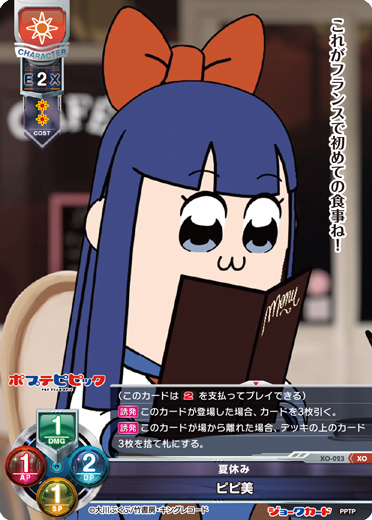 CHARACTER
E 2 X
COST
CAFÉ
これがフランスで初めての食事ね!
menu
ポプテピピック
POP TEAM EPIC
(このカードは 2 を支払ってプレイできる)
誘発 このカードが登場した場合、カードを3枚引く。
誘発 このカードが場から離れた場合、デッキの上のカード
3枚を捨て札にする。
1
DMG
1
AP
2
DP
1
SP
XO-023
XO
夏休み
ピピ美
©大川ぶくぶ/竹書房・キングレコード
ジョークカード
PPTP